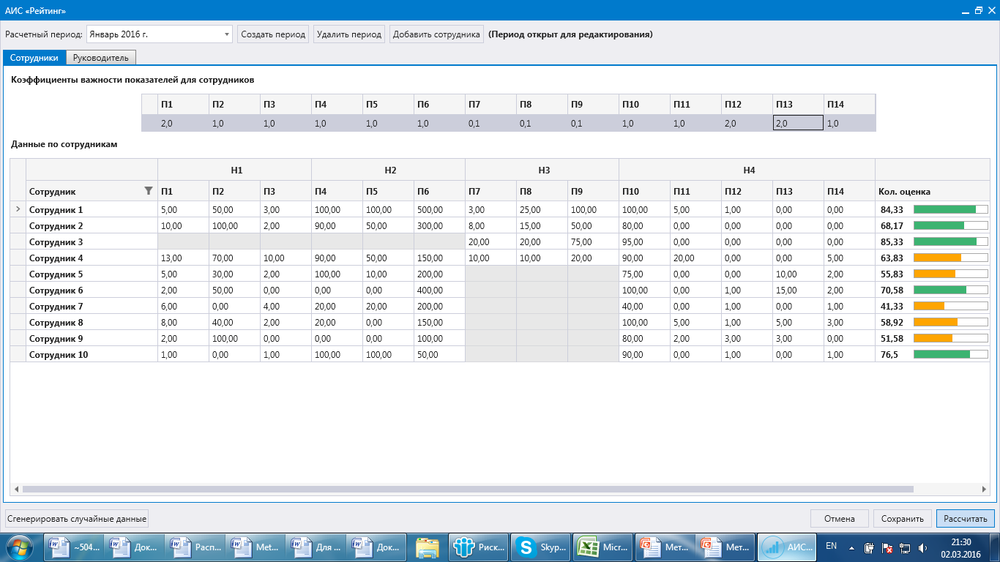 АИС «Рейтинг»
Расчетный период: Январь 2016 г. Создать период Удалить период Добавить сотрудника (Период открыт для редактирования)
Сотрудники Руководитель
Коэффициенты важности показателей для сотрудников
П1 П2 П3 П4 П5 П6 П7 П8 П9 П10 П11 П12 П13 П14
2,0 1,0 1,0 1,0 1,0 1,0 0,1 0,1 0,1 1,0 1,0 2,0 2,0 1,0
Данные по сотрудникам
Н1 Н2 Н3 Н4
Сотрудник П1 П2 П3 П4 П5 П6 П7 П8 П9 П10 П11 П12 П13 П14 Кол. оценка
Сотрудник 1 5,00 50,00 3,00 100,00 100,00 500,00 3,00 25,00 100,00 100,00 5,00 1,00 0,00 0,00 84,33
Сотрудник 2 10,00 100,00 2,00 90,00 50,00 300,00 8,00 15,00 50,00 80,00 0,00 0,00 0,00 0,00 68,17
Сотрудник 3 20,00 20,00 75,00 95,00 0,00 0,00 0,00 0,00 85,33
Сотрудник 4 13,00 70,00 10,00 90,00 50,00 150,00 10,00 10,00 20,00 90,00 20,00 0,00 0,00 5,00 63,83
Сотрудник 5 5,00 30,00 2,00 100,00 10,00 200,00 75,00 0,00 0,00 10,00 2,00 55,83
Сотрудник 6 2,00 50,00 0,00 0,00 0,00 400,00 100,00 0,00 1,00 15,00 2,00 70,58
Сотрудник 7 6,00 0,00 4,00 20,00 20,00 200,00 40,00 0,00 1,00 0,00 1,00 41,33
Сотрудник 8 8,00 40,00 2,00 20,00 0,00 150,00 100,00 5,00 1,00 5,00 3,00 58,92
Сотрудник 9 2,00 100,00 0,00 0,00 0,00 100,00 80,00 2,00 3,00 3,00 0,00 51,58
Сотрудник 10 1,00 0,00 1,00 100,00 100,00 50,00 90,00 0,00 1,00 0,00 1,00 76,5
Сгенерировать случайные данные Отмена Сохранить Рассчитать
~504... Док... Расп... Met... Для ... Док... Риск... Skyp... Micr... Мет... Мет... АИС... EN 21:30
02.03.2016